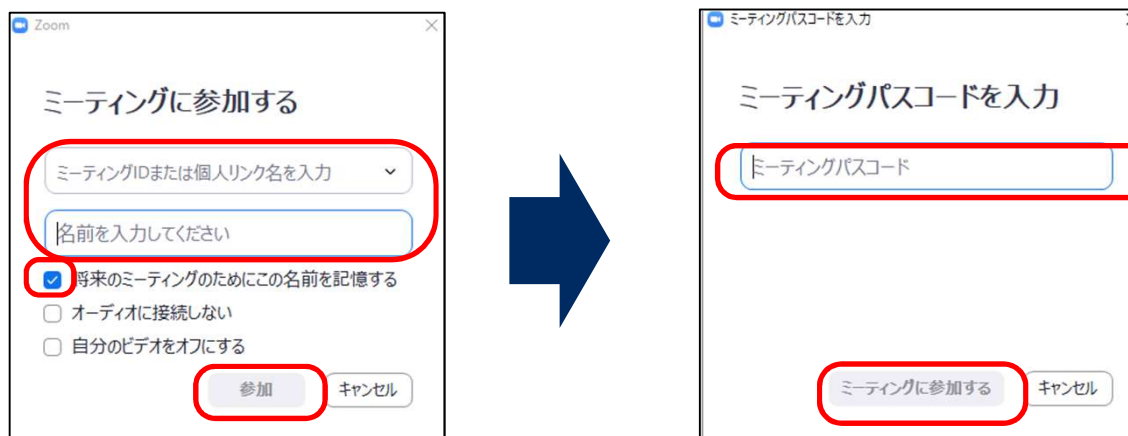 Zoom
ミーティングに参加する
ミーティングIDまたは個人リンク名を入力
名前を入力してください
将来のミーティングのためにこの名前を記憶する
オーディオに接続しない
自分のビデオをオフにする
参加
キャンセル
ミーティングパスコードを入力
ミーティングパスコードを入力
ミーティングパスコード
ミーティングに参加する
キャンセル